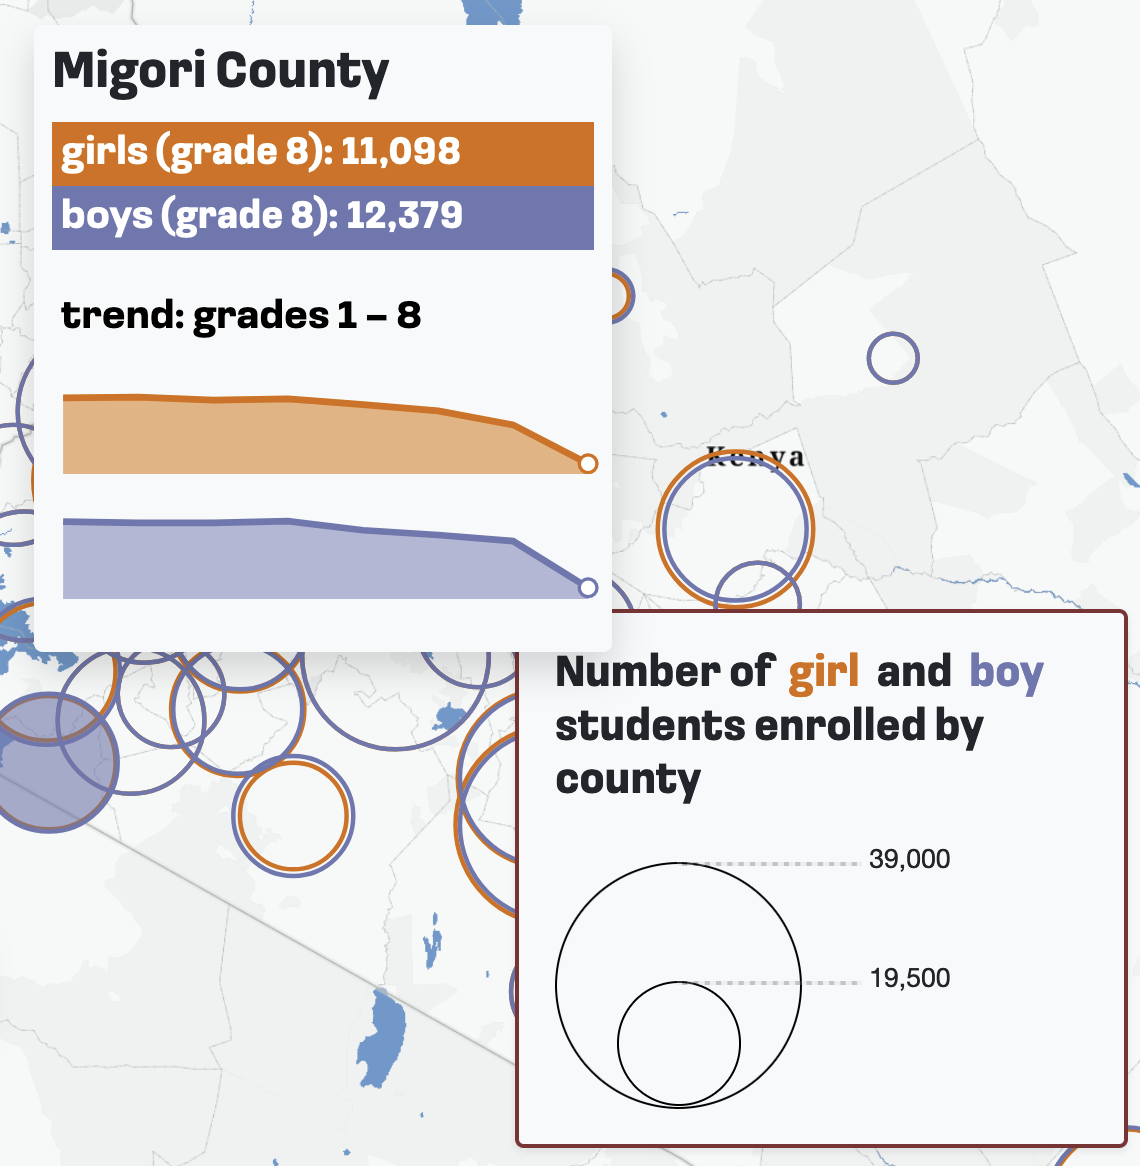 Migori County
girls (grade 8): 11,098
boys (grade 8): 12,379
trend: grades 1 – 8
Kenya
Number of girl and boy
students enrolled by
county
39,000
19,500